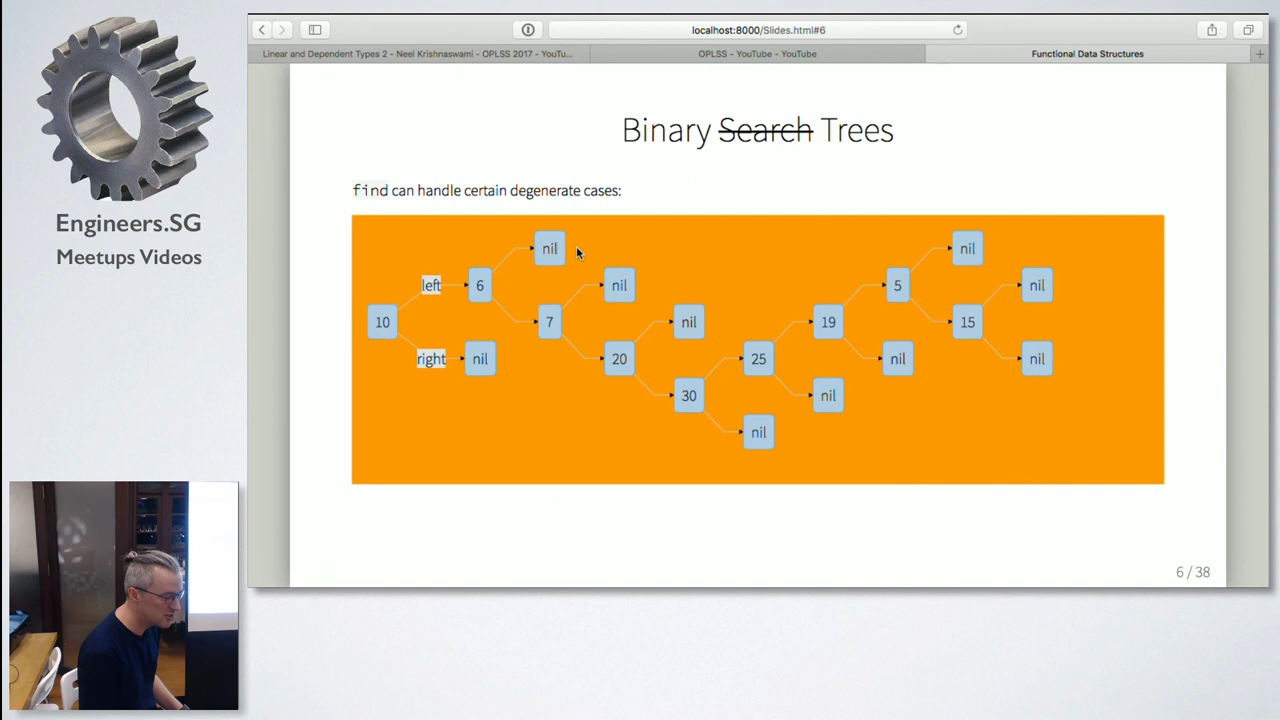 localhost:8000/Slides.html#6
Linear and Dependent Types 2 - Neel Krishnaswami - OPLSS 2017 - YouTu...
OPLSS - YouTube - YouTube
Functional Data Structures
Engineers.SG
Meetups Videos
Binary Search Trees
find can handle certain degenerate cases:
nil
nil
left
6
nil
5
nil
10
7
nil
19
15
right
nil
20
25
nil
nil
30
nil
nil
6 / 38